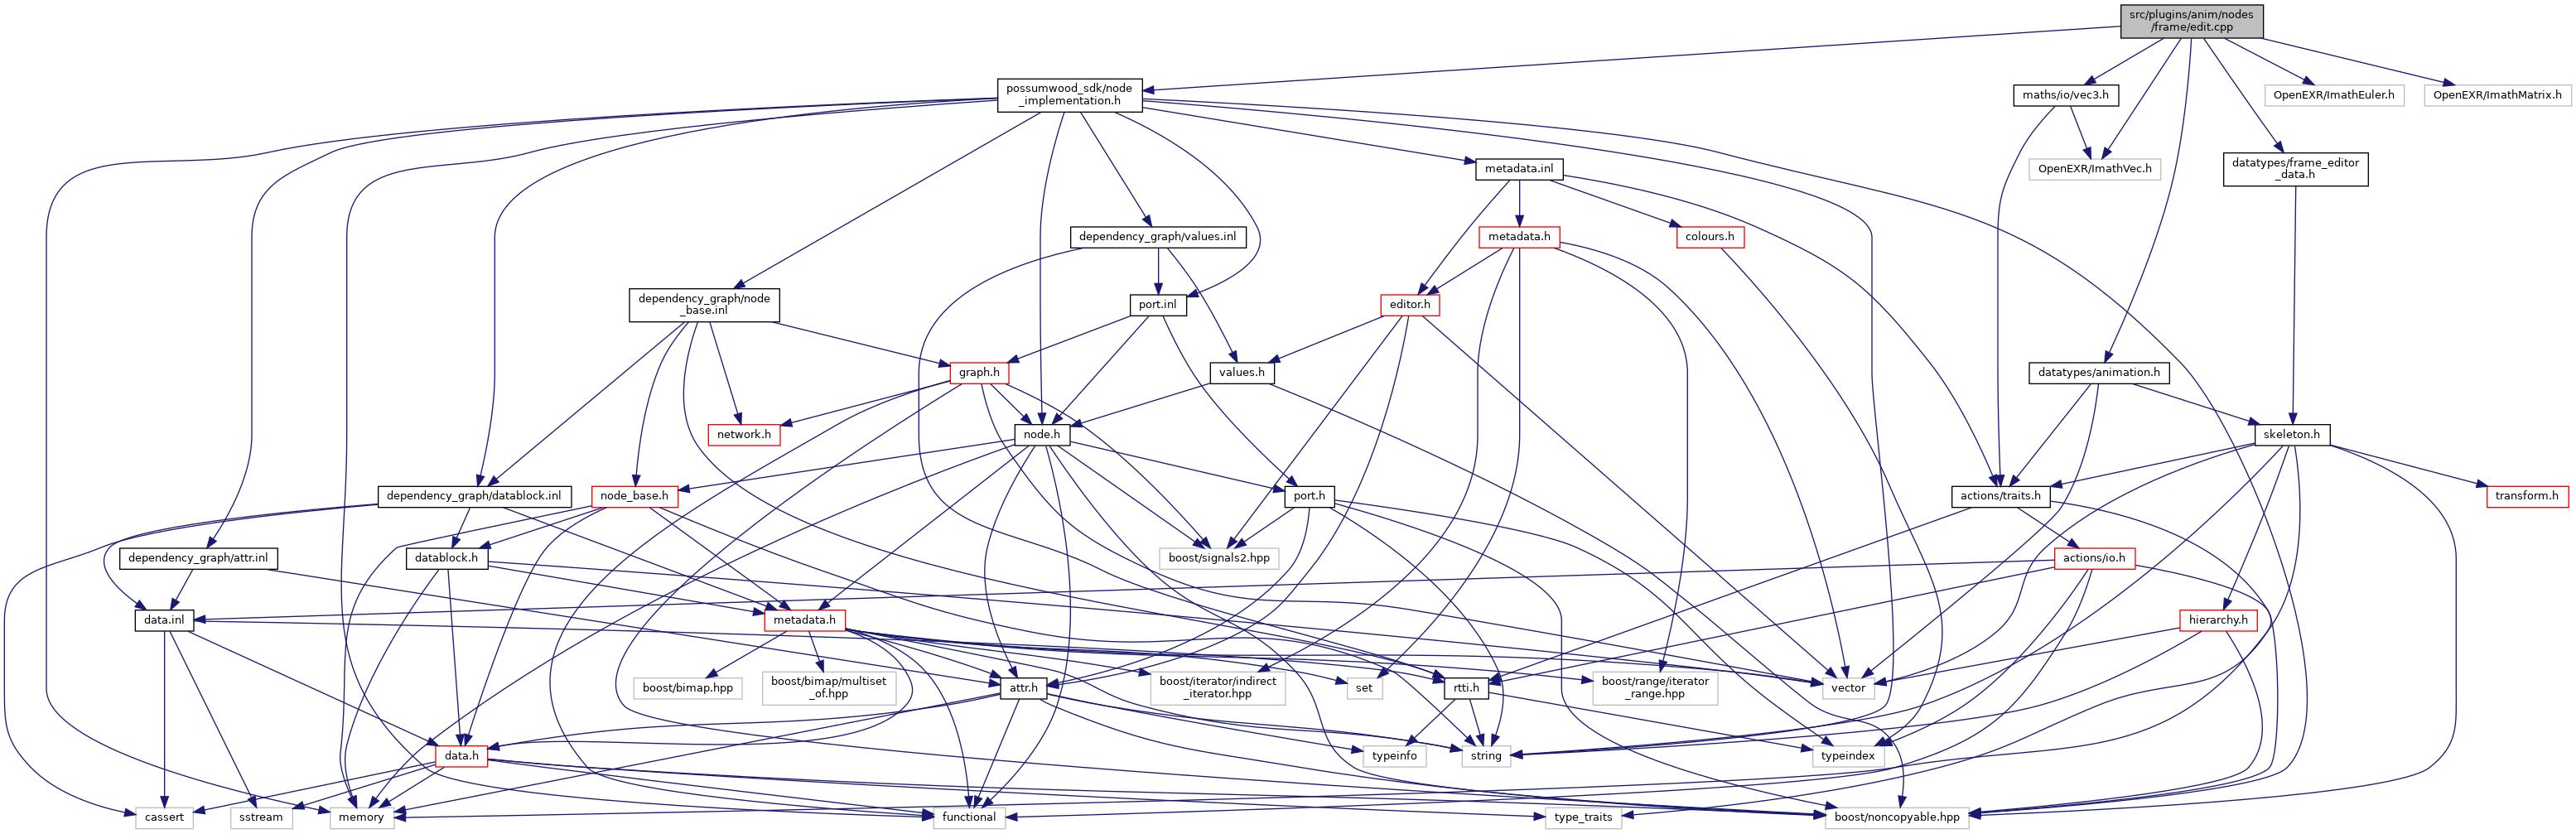 src/plugins/anim/nodes
/frame/edit.cpp
possumwood_sdk/node
_implementation.h
maths/io/vec3.h
OpenEXR/ImathEuler.h
OpenEXR/ImathMatrix.h
metadata.inl
OpenEXR/ImathVec.h
datatypes/frame_editor
_data.h
dependency_graph/values.inl
metadata.h
colours.h
dependency_graph/node
_base.inl
port.inl
editor.h
graph.h
values.h
datatypes/animation.h
network.h
node.h
skeleton.h
dependency_graph/datablock.inl
node_base.h
port.h
actions/traits.h
transform.h
dependency_graph/attr.inl
datablock.h
boost/signals2.hpp
actions/io.h
data.inl
metadata.h
hierarchy.h
boost/bimap.hpp
boost/bimap/multiset
_of.hpp
attr.h
boost/iterator/indirect
_iterator.hpp
set
rtti.h
boost/range/iterator
_range.hpp
vector
data.h
typeinfo
string
typeindex
cassert
sstream
memory
functional
type_traits
boost/noncopyable.hpp